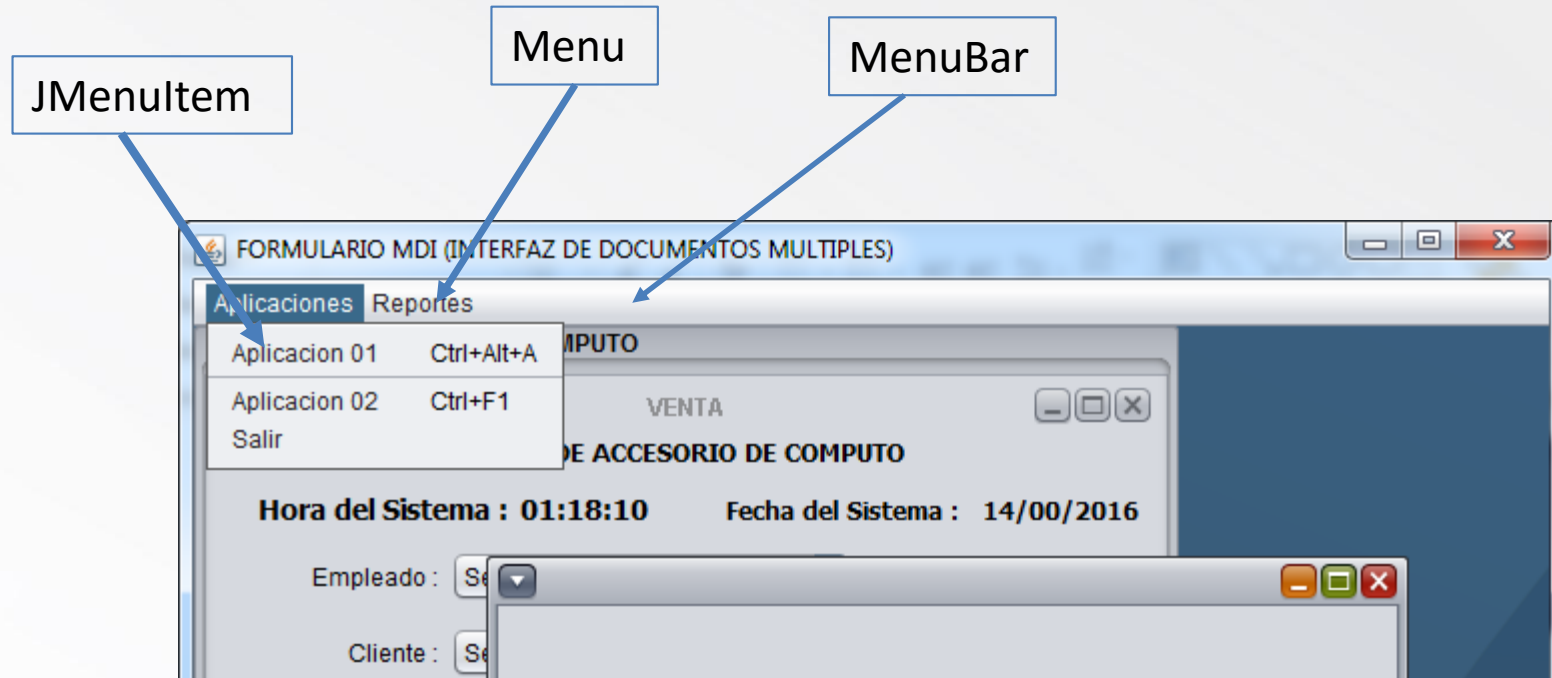 Menu
MenuBar
JMenuItem
FORMULARIO MDI (INTERFAZ DE DOCUMENTOS MULTIPLES)
Aplicaciones Reportes
Aplicacion 01 Ctrl+Alt+A
Aplicacion 02 Ctrl+F1
Salir
VENTA
DE ACCESORIO DE COMPUTO
Hora del Sistema : 01:18:10 Fecha del Sistema : 14/00/2016
Empleado :
Cliente :